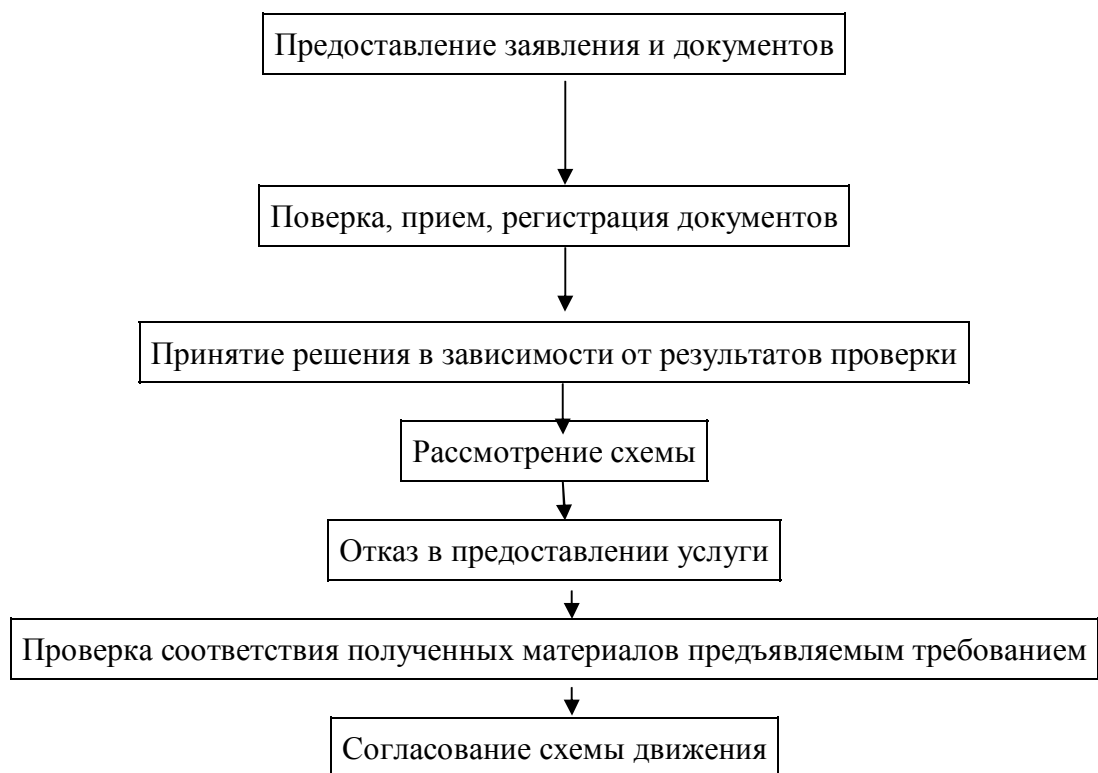 Предоставление заявления и документов
Поверка, прием, регистрация документов
Принятие решения в зависимости от результатов проверки
Рассмотрение схемы
Отказ в предоставлении услуги
Проверка соответствия полученных материалов предъявляемым требованием
Согласование схемы движения